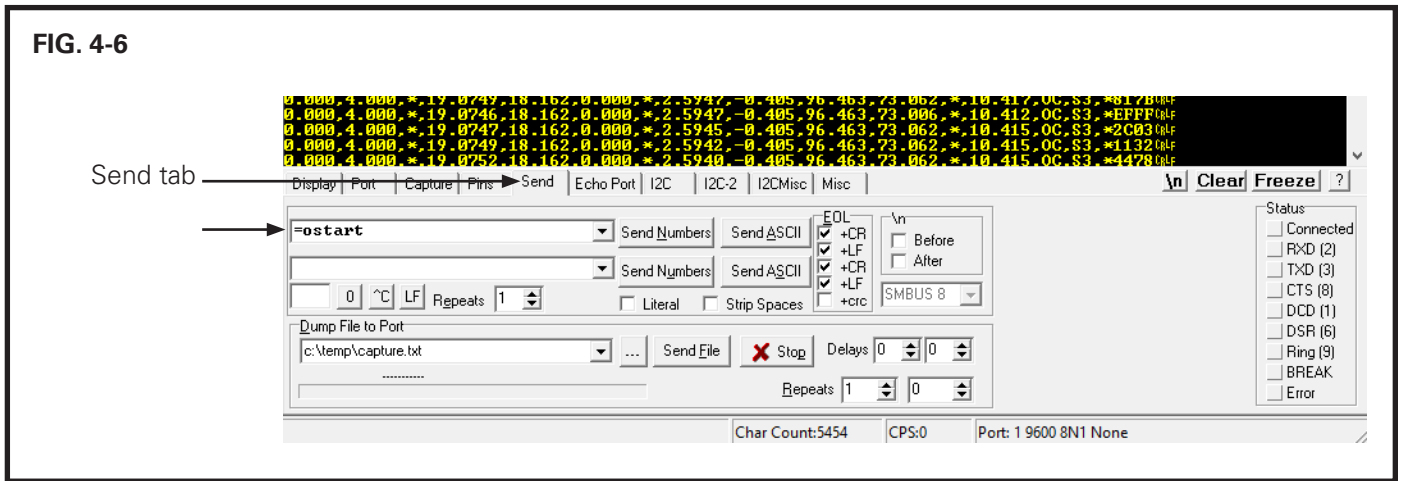 FIG. 4-6
0.000,4.000,*,19.0749,18.162,0.000,*,2.5947,-0.405,96.463,73.062,*,10.417,OC,S3,*817BCRLF
0.000,4.000,*,19.0746,18.162,0.000,*,2.5947,-0.405,96.463,73.006,*,10.412,OC,S3,*EFFFCRLF
0.000,4.000,*,19.0747,18.162,0.000,*,2.5945,-0.405,96.463,73.062,*,10.415,OC,S3,*2C03CRLF
0.000,4.000,*,19.0749,18.162,0.000,*,2.5942,-0.405,96.463,73.062,*,10.415,OC,S3,*1132CRLF
0.000,4.000,*,19.0752,18.162,0.000,*,2.5940,-0.405,96.463,73.062,*,10.415,OC,S3,*4478CRLF
Send tab
Display Port Capture Pins Send Echo Port I2C I2C-2 I2CMisc Misc \n Clear Freeze ?
EOL \n Status
=ostart Send Numbers Send ASCII +CR Before Connected
+LF After RXD (2)
Send Numbers Send ASCII +CR TXD (3)
+LF CTS (8)
0 ^C LF Repeats 1 Literal Strip Spaces +crc SMBUS 8 DCD (1)
Dump File to Port DSR (6)
c:\temp\capture.txt ... Send File Stop Delays 0 0 Ring (9)
----------- BREAK
Repeats 1 0 Error
Char Count:5454 CPS:0 Port: 1 9600 8N1 None